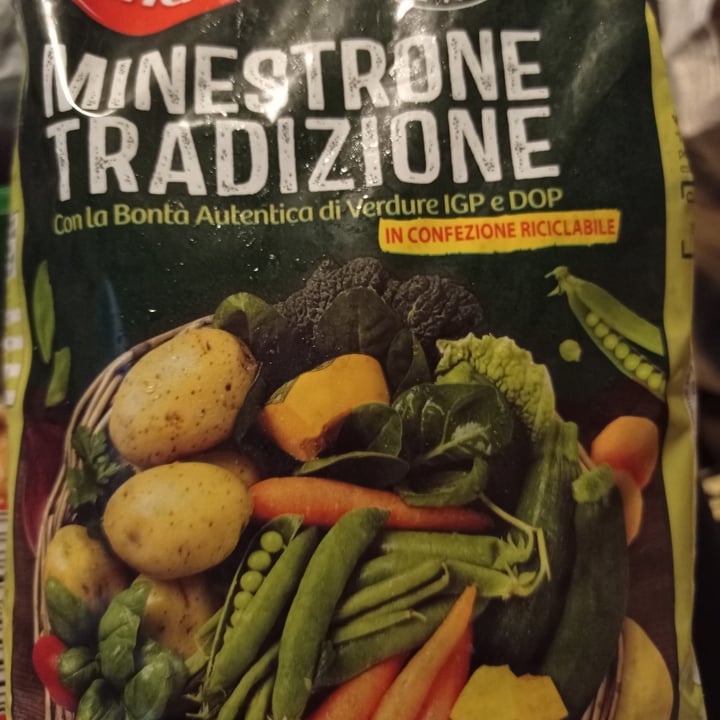 MINESTRONE
TRADIZIONE
Con la Bontà Autentica di Verdure IGP e DOP
IN CONFEZIONE RICICLABILE